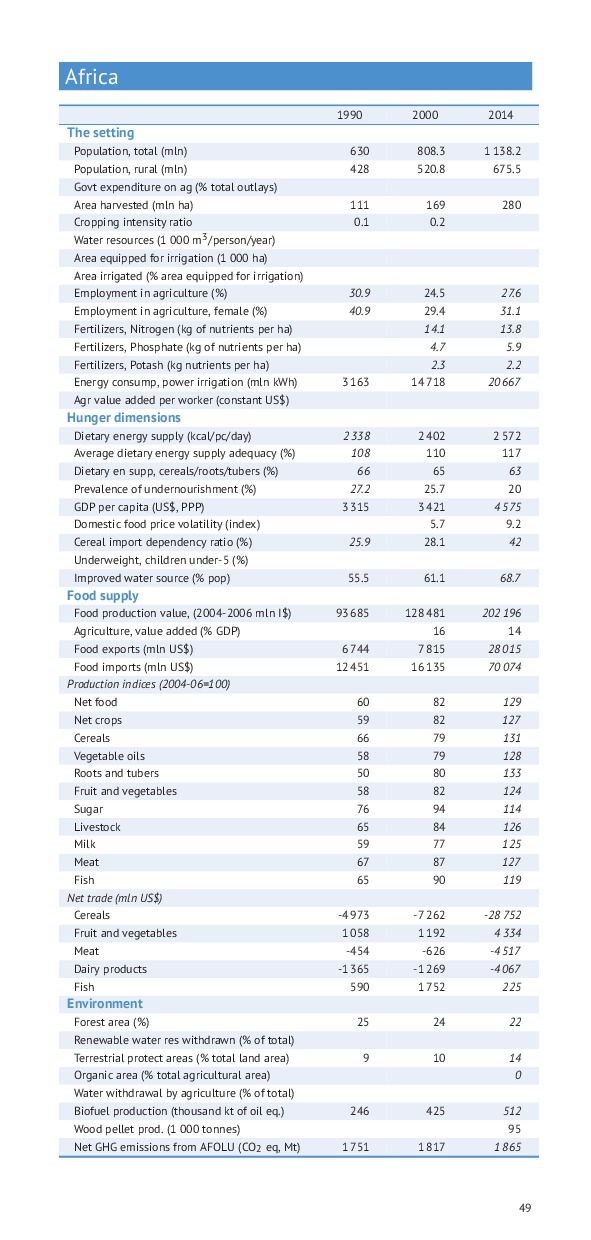 Africa
1990 2000 2014
The setting
Population, total (mln) 630 808.3 1 138.2
Population, rural (mln) 428 520.8 675.5
Govt expenditure on ag (% total outlays)
Area harvested (mln ha) 111 169 280
Cropping intensity ratio 0.1 0.2
Water resources (1 000 m3/person/year)
Area equipped for irrigation (1 000 ha)
Area irrigated (% area equipped for irrigation)
Employment in agriculture (%) 30.9 24.5 27.6
Employment in agriculture, female (%) 40.9 29.4 31.1
Fertilizers, Nitrogen (kg of nutrients per ha) 14.1 13.8
Fertilizers, Phosphate (kg of nutrients per ha) 4.7 5.9
Fertilizers, Potash (kg nutrients per ha) 2.3 2.2
Energy consump, power irrigation (mln kWh) 3 163 14 718 20 667
Agr value added per worker (constant US$)
Hunger dimensions
Dietary energy supply (kcal/pc/day) 2 338 2 402 2 572
Average dietary energy supply adequacy (%) 108 110 117
Dietary en supp, cereals/roots/tubers (%) 66 65 63
Prevalence of undernourishment (%) 27.2 25.7 20
GDP per capita (US$, PPP) 3 315 3 421 4 575
Domestic food price volatility (index) 5.7 9.2
Cereal import dependency ratio (%) 25.9 28.1 42
Underweight, children under-5 (%)
Improved water source (% pop) 55.5 61.1 68.7
Food supply
Food production value, (2004-2006 mln I$) 93 685 128 481 202 196
Agriculture, value added (% GDP) 16 14
Food exports (mln US$) 6 744 7 815 28 015
Food imports (mln US$) 12 451 16 135 70 074
Production indices (2004-06=100)
Net food 60 82 129
Net crops 59 82 127
Cereals 66 79 131
Vegetable oils 58 79 128
Roots and tubers 50 80 133
Fruit and vegetables 58 82 124
Sugar 76 94 114
Livestock 65 84 126
Milk 59 77 125
Meat 67 87 127
Fish 65 90 119
Net trade (mln US$)
Cereals -4 973 -7 262 -28 752
Fruit and vegetables 1 058 1 192 4 334
Meat -454 -626 -4 517
Dairy products -1 365 -1 269 -4 067
Fish 590 1 752 225
Environment
Forest area (%) 25 24 22
Renewable water res withdrawn (% of total)
Terrestrial protect areas (% total land area) 9 10 14
Organic area (% total agricultural area) 0
Water withdrawal by agriculture (% of total)
Biofuel production (thousand kt of oil eq.) 246 425 512
Wood pellet prod. (1 000 tonnes) 95
Net GHG emissions from AFOLU (CO2 eq, Mt) 1 751 1 817 1 865
49